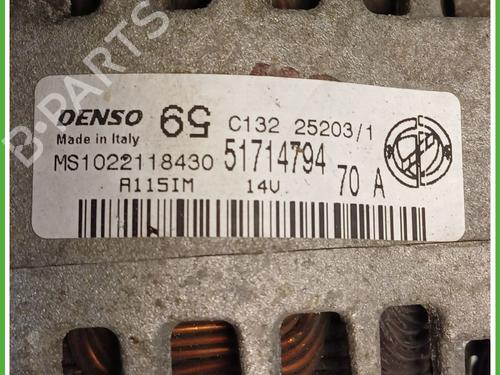 DENSO 59 C132 25203/1
Made in Italy
MS1022118430 51714794
70 A
A115IM 14V
B-PARTS